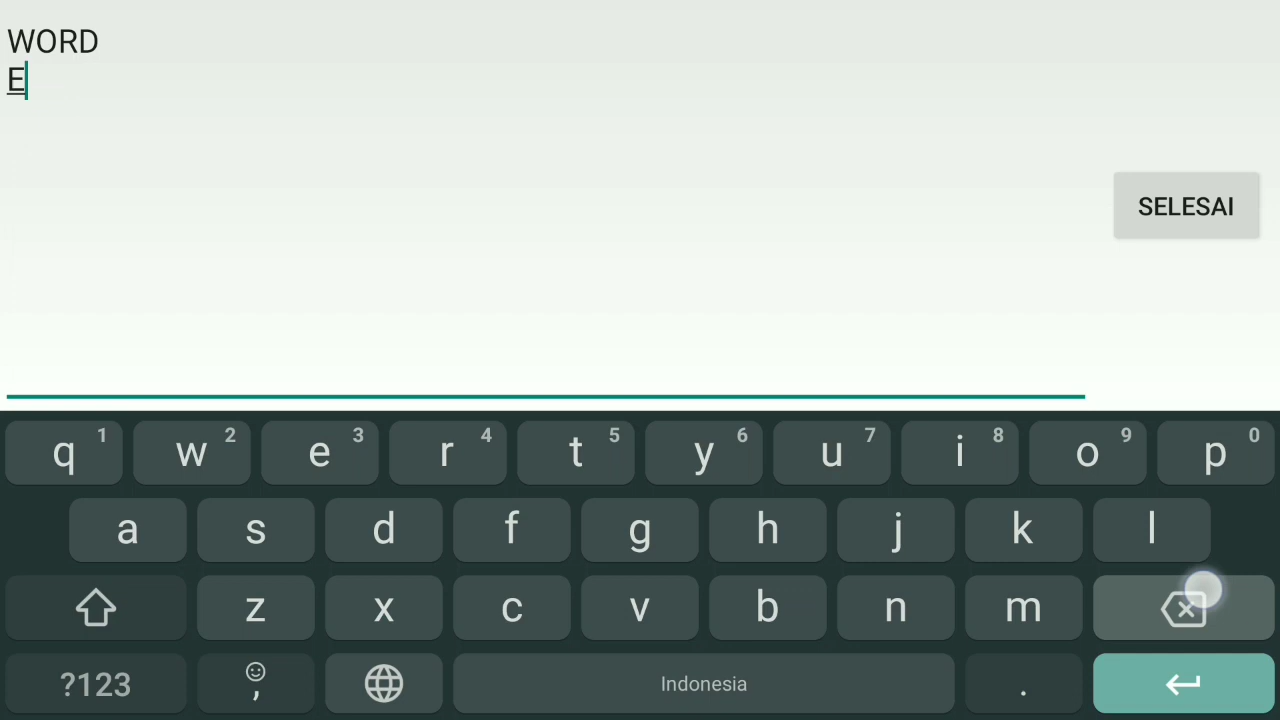 WORD
E
SELESAI
q 1 w 2 e 3 r 4 t 5 y 6 u 7 i 8 o 9 p 0
a s d f g h j k l
z x c v b n m
?123 , Indonesia .